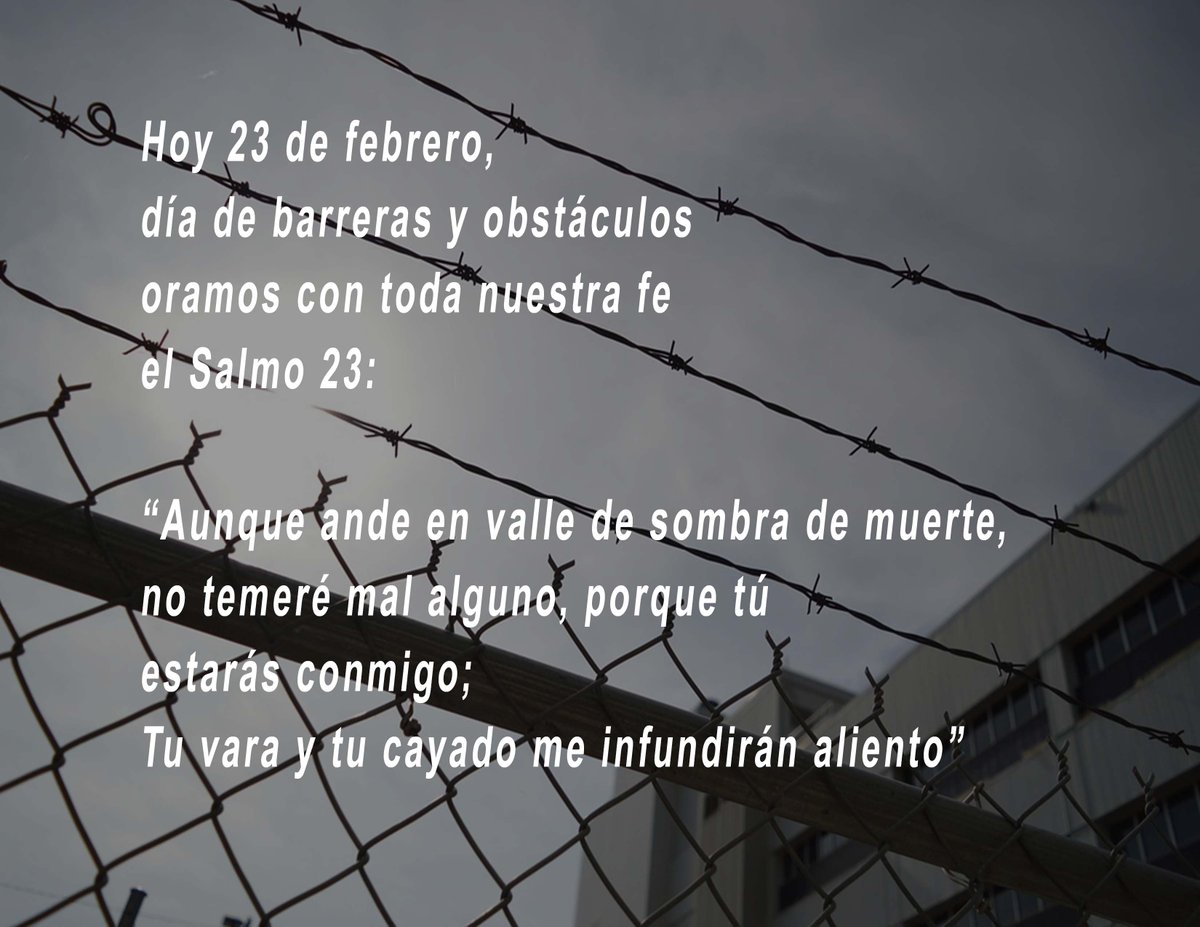 Hoy 23 de febrero,
día de barreras y obstáculos
oramos con toda nuestra fe
el Salmo 23:
“Aunque ande en valle de sombra de muerte,
no temeré mal alguno, porque tú
estarás conmigo;
Tu vara y tu cayado me infundirán aliento”